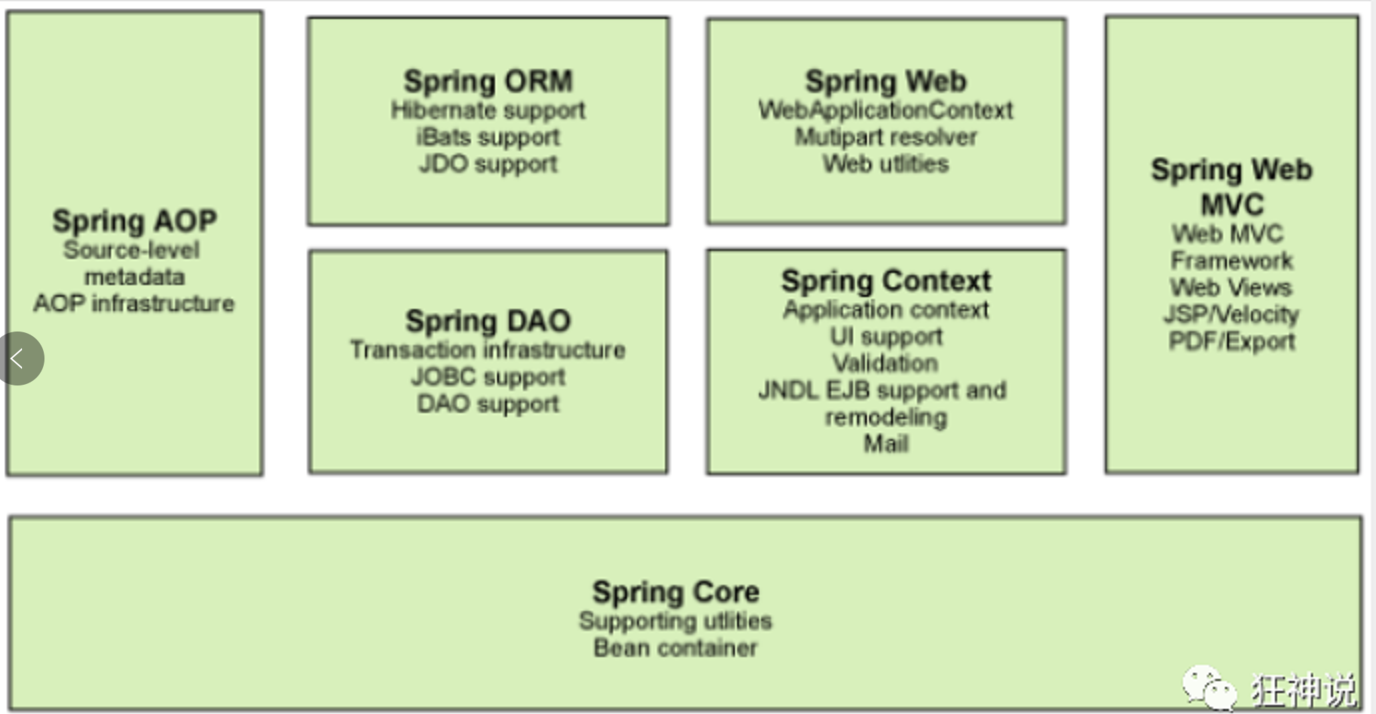 Spring AOP
Source-level
metadata
AOP infrastructure
Spring ORM
Hibernate support
iBats support
JDO support
Spring DAO
Transaction infrastructure
JOBC support
DAO support
Spring Web
WebApplicationContext
Mutipart resolver
Web utlities
Spring Context
Application context
UI support
Validation
JNDL EJB support and
remodeling
Mail
Spring Web
MVC
Web MVC
Framework
Web Views
JSP/Velocity
PDF/Export
Spring Core
Supporting utlities
Bean container
狂神说